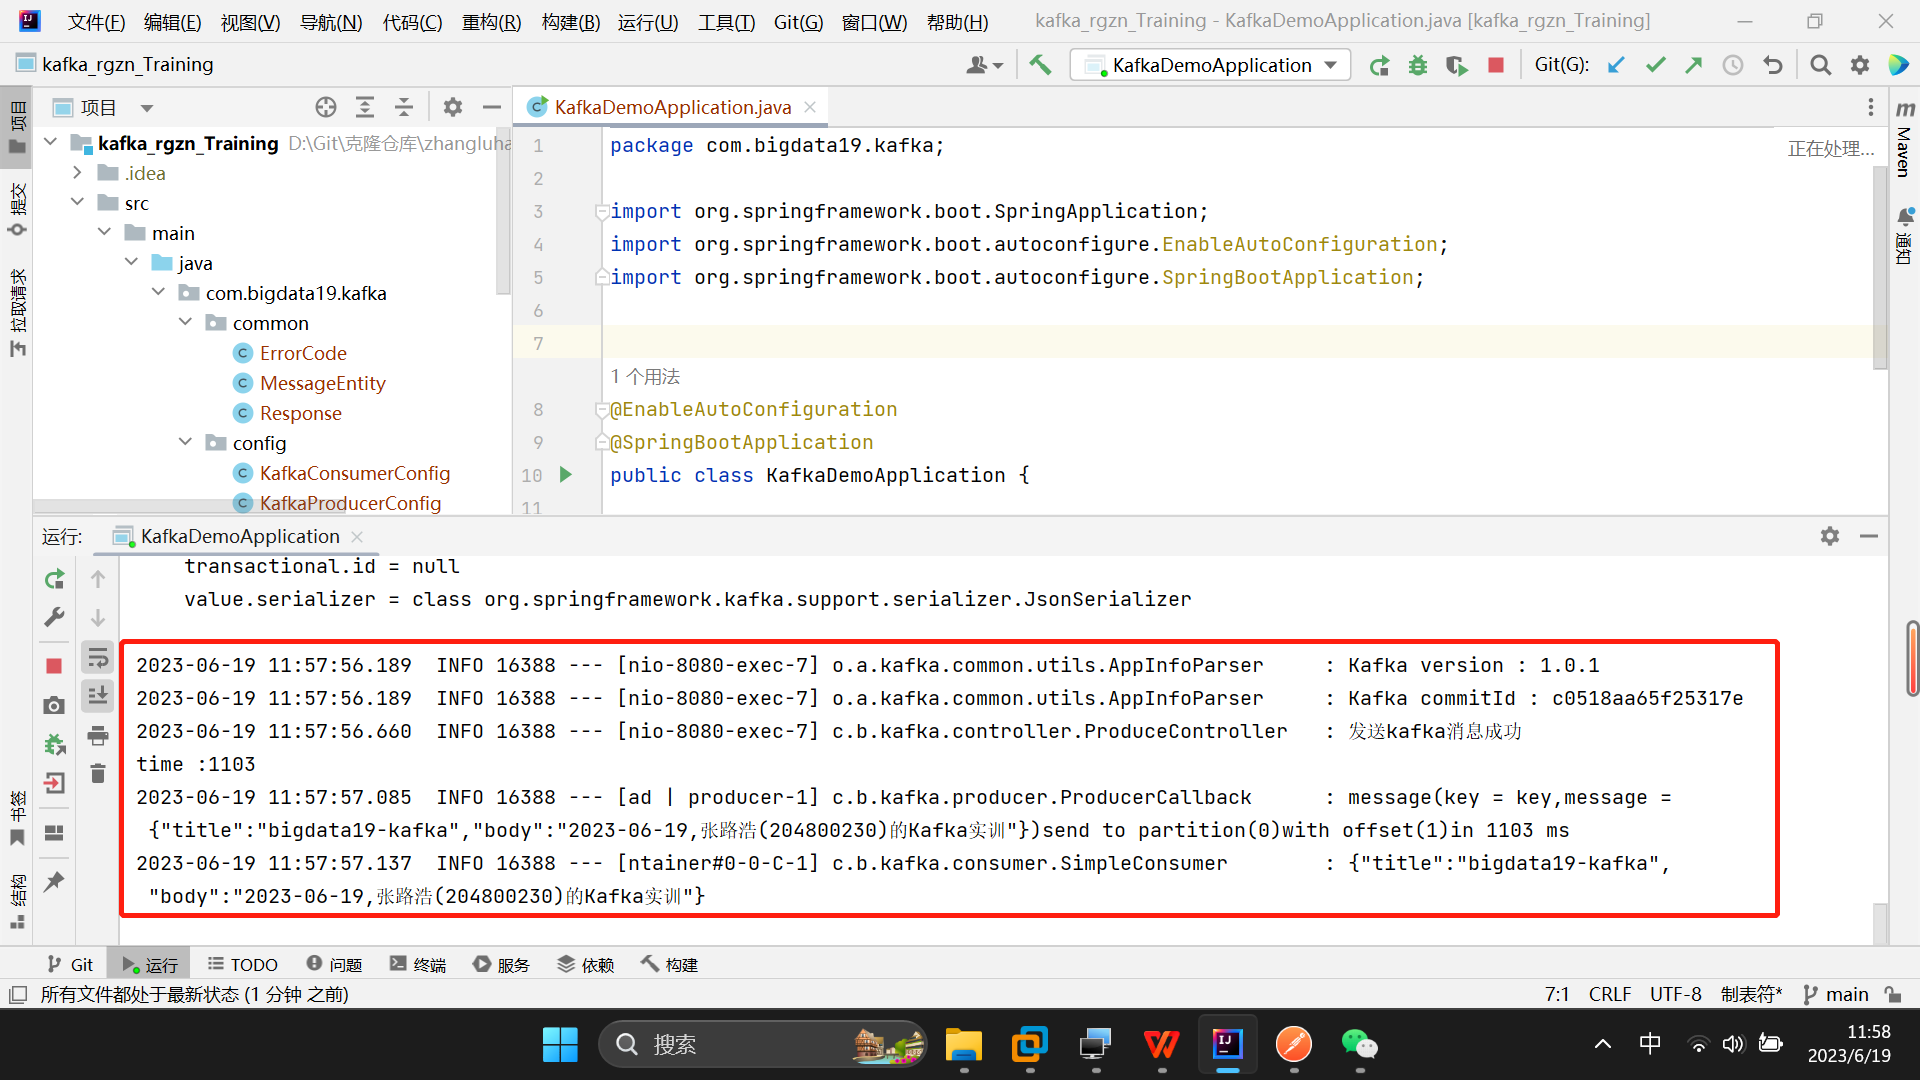 文件(F) 编辑(E) 视图(V) 导航(N) 代码(C) 重构(R) 构建(B) 运行(U) 工具(T) Git(G) 窗口(W) 帮助(H) kafka_rgzn_Training - KafkaDemoApplication.java [kafka_rgzn_Training]
kafka_rgzn_Training KafkaDemoApplication Git(G):
项目 KafkaDemoApplication.java
项目
提交
拉取请求
书签
结构
m Maven
通知
kafka_rgzn_Training D:\Git\克隆仓库\zhangluha
.idea
src
main
java
com.bigdata19.kafka
common
ErrorCode
MessageEntity
Response
config
KafkaConsumerConfig
KafkaProducerConfig
正在处理...
1 package com.bigdata19.kafka;
2
3 import org.springframework.boot.SpringApplication;
4 import org.springframework.boot.autoconfigure.EnableAutoConfiguration;
5 import org.springframework.boot.autoconfigure.SpringBootApplication;
6
7
1 个用法
8 @EnableAutoConfiguration
9 @SpringBootApplication
10 public class KafkaDemoApplication {
11
运行: KafkaDemoApplication
transactional.id = null
value.serializer = class org.springframework.kafka.support.serializer.JsonSerializer
2023-06-19 11:57:56.189 INFO 16388 --- [nio-8080-exec-7] o.a.kafka.common.utils.AppInfoParser : Kafka version : 1.0.1
2023-06-19 11:57:56.189 INFO 16388 --- [nio-8080-exec-7] o.a.kafka.common.utils.AppInfoParser : Kafka commitId : c0518aa65f25317e
2023-06-19 11:57:56.660 INFO 16388 --- [nio-8080-exec-7] c.b.kafka.controller.ProduceController : 发送kafka消息成功
time :1103
2023-06-19 11:57:57.085 INFO 16388 --- [ad | producer-1] c.b.kafka.producer.ProducerCallback : message(key = key,message =
{"title":"bigdata19-kafka","body":"2023-06-19,张路浩(204800230)的Kafka实训"})send to partition(0)with offset(1)in 1103 ms
2023-06-19 11:57:57.137 INFO 16388 --- [ntainer#0-0-C-1] c.b.kafka.consumer.SimpleConsumer : {"title":"bigdata19-kafka",
"body":"2023-06-19,张路浩(204800230)的Kafka实训"}
Git 运行 TODO 问题 终端 服务 依赖 构建
所有文件都处于最新状态 (1 分钟 之前) 7:1 CRLF UTF-8 制表符* main
搜索 中 11:58
2023/6/19